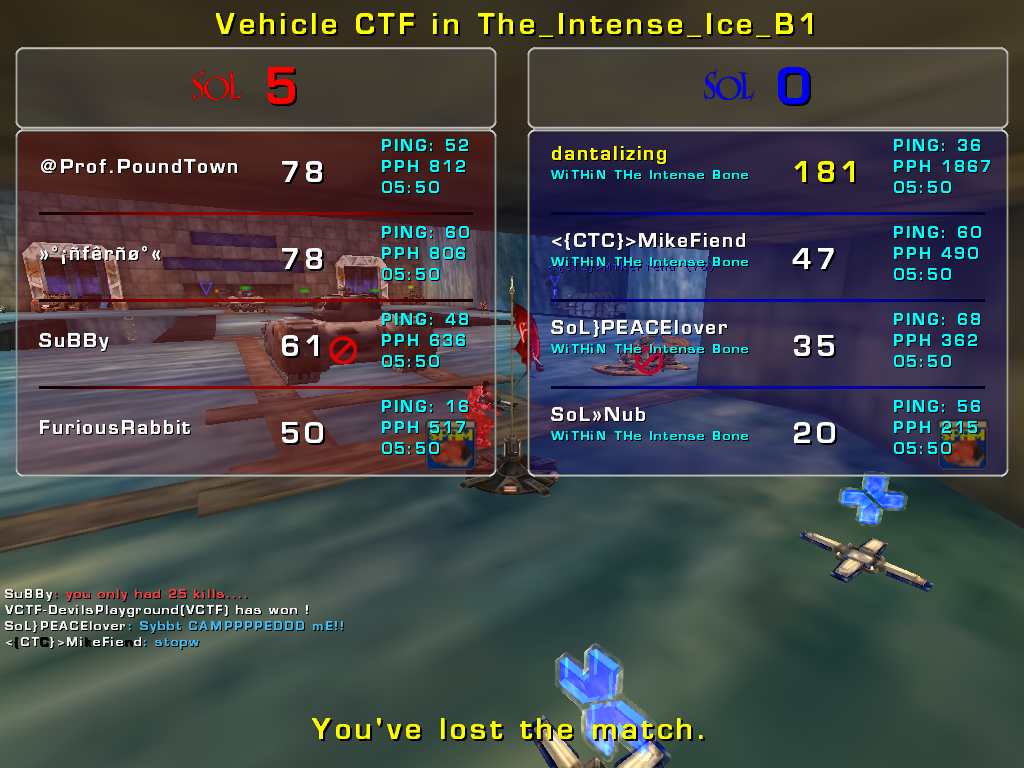 Vehicle CTF in The_Intense_Ice_B1
SOL 5
SOL 0
@Prof.PoundTown 78 PING: 52 PPH 812 05:50
»°¡ñfêrñø°« 78 PING: 60 PPH 806 05:50
SuBBy 61 PING: 48 PPH 636 05:50
FuriousRabbit 50 PING: 16 PPH 517 05:50
dantalizing 181 PING: 36 PPH 1867 05:50
WiTHiN THe Intense Bone
<{CTC}>MikeFiend 47 PING: 60 PPH 490 05:50
WiTHiN THe Intense Bone
SoL}PEACElover 35 PING: 68 PPH 362 05:50
WiTHiN THe Intense Bone
SoL»Nub 20 PING: 56 PPH 215 05:50
WiTHiN THe Intense Bone
SuBBy: you only had 25 kills....
VCTF-DevilsPlayground(VCTF) has won !
SoL}PEACElover: Sybbt CAMPPPPEDDD mE!!
<{CTC}>MikeFiend: stopw
You've lost the match.